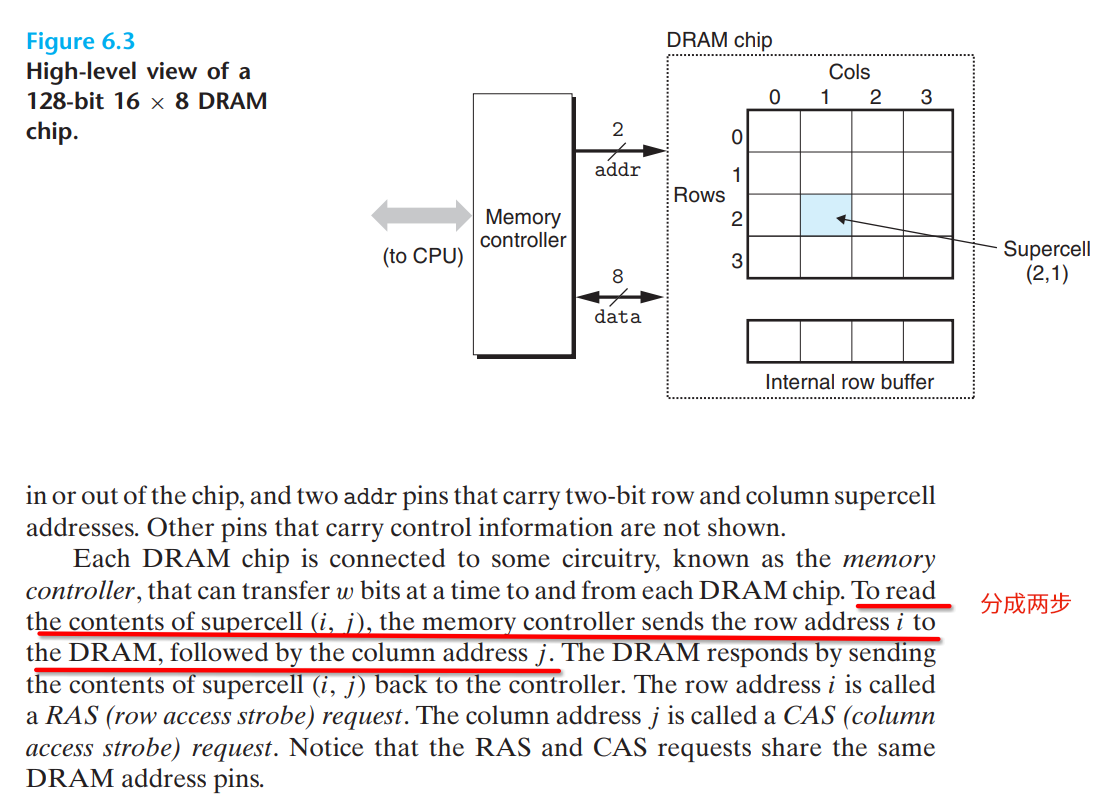 Figure 6.3
High-level view of a
128-bit 16 × 8 DRAM
chip.
DRAM chip
Cols
0 1 2 3
0
1
Rows
2
3
2
addr
Memory
controller
(to CPU)
8
data
Supercell
(2,1)
Internal row buffer
in or out of the chip, and two addr pins that carry two-bit row and column supercell
addresses. Other pins that carry control information are not shown.
Each DRAM chip is connected to some circuitry, known as the memory
controller, that can transfer w bits at a time to and from each DRAM chip. To read
the contents of supercell (i, j), the memory controller sends the row address i to
the DRAM, followed by the column address j. The DRAM responds by sending
the contents of supercell (i, j) back to the controller. The row address i is called
a RAS (row access strobe) request. The column address j is called a CAS (column
access strobe) request. Notice that the RAS and CAS requests share the same
DRAM address pins.
分成两步